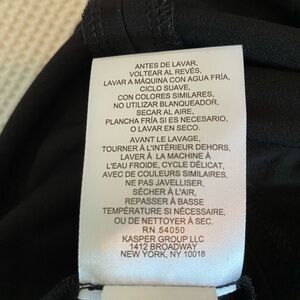 ANTES DE LAVAR,
VOLTEAR AL REVÉS,
LAVAR A MÁQUINA CON AGUA FRÍA,
CICLO SUAVE,
CON COLORES SIMILARES,
NO UTILIZAR BLANQUEADOR,
SECAR AL AIRE,
PLANCHA FRÍA SI ES NECESARIO,
O LAVAR EN SECO.
AVANT LE LAVAGE,
TOURNER À L'INTÉRIEUR DEHORS,
LAVER À LA MACHINE À
L'EAU FROIDE, CYCLE DÉLICAT,
AVEC DE COULEURS SIMILAIRES,
NE PAS JAVELLISER,
SÉCHER À L'AIR,
REPASSER À BASSE
TEMPÉRATURE SI NÉCESSAIRE,
OU DE NETTOYER À SEC.
RN 54050
KASPER GROUP LLC
1412 BROADWAY
NEW YORK, NY 10018